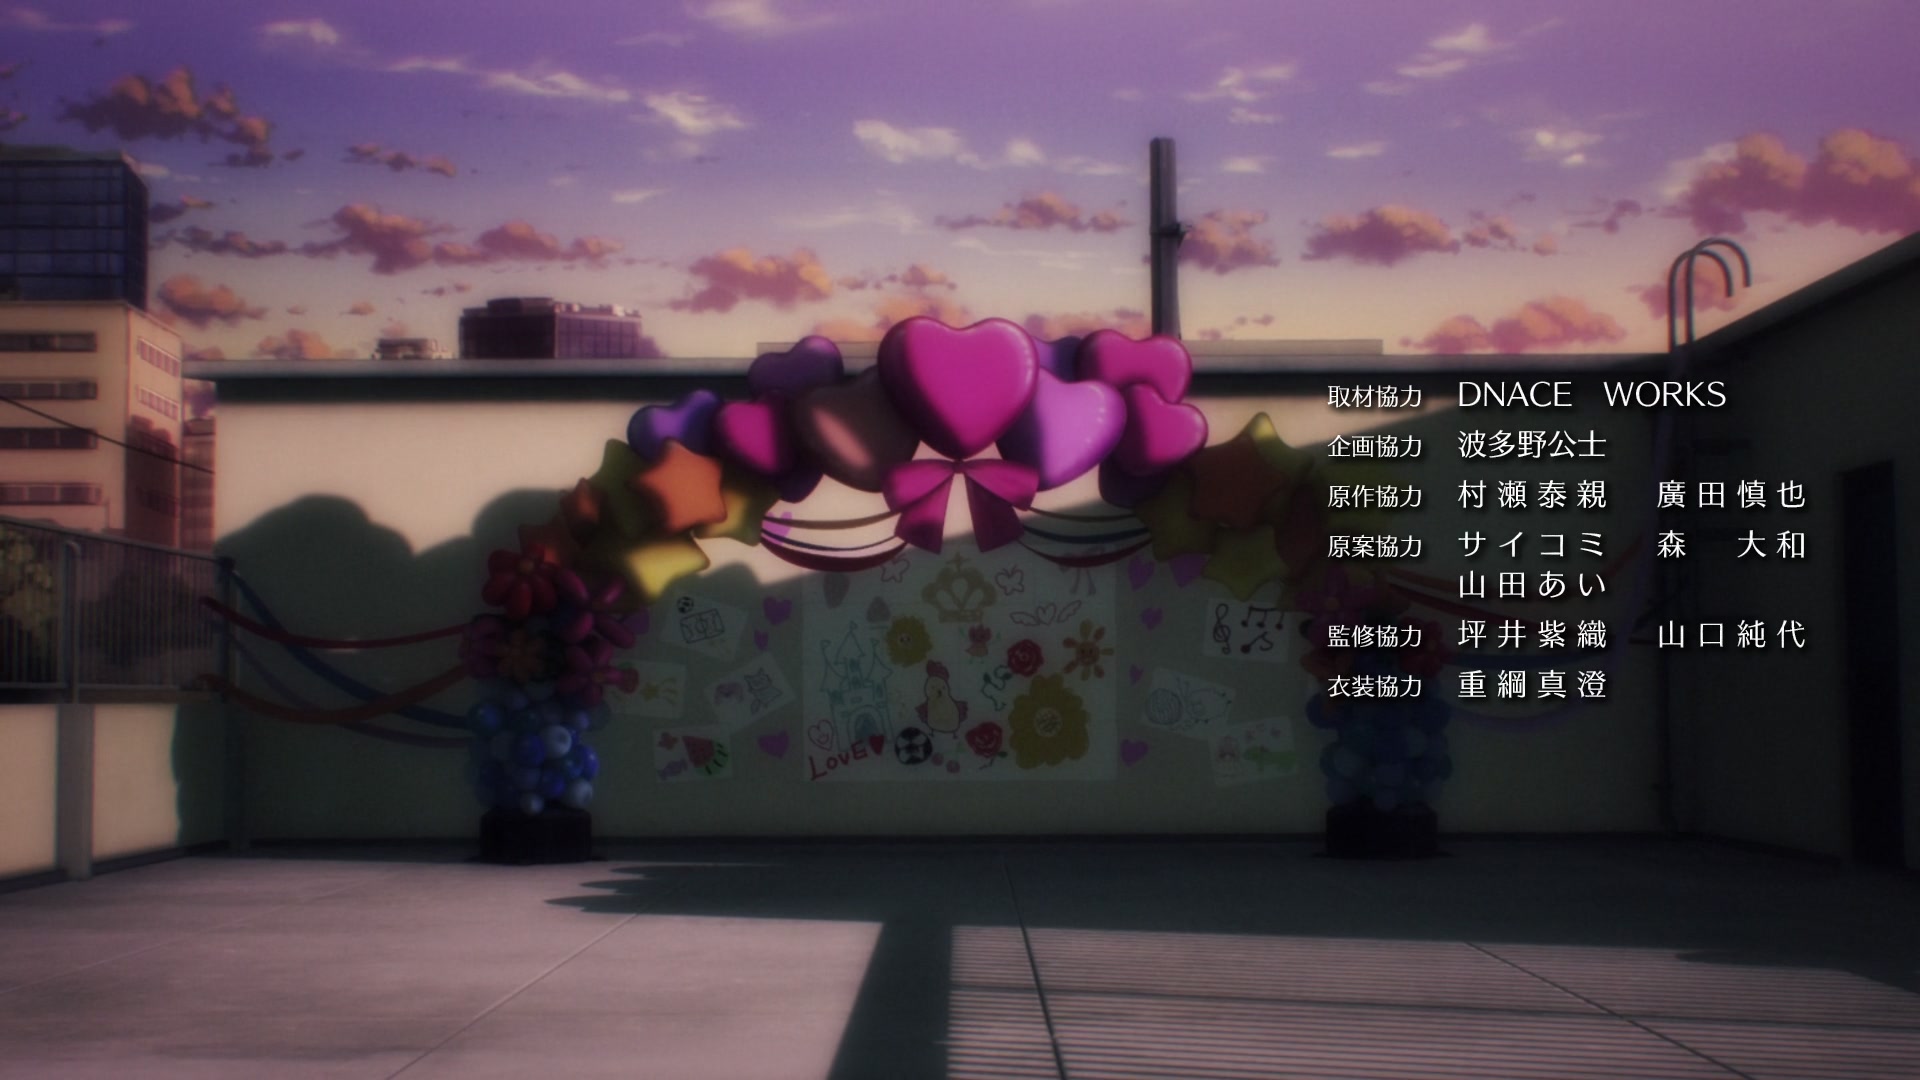 取材協力 DNACE WORKS
企画協力 波多野公士
原作協力 村瀬泰親 廣田慎也
原案協力 サイコミ 森 大和
山田あい
監修協力 坪井紫織 山口純代
衣装協力 重綱真澄
LOVE